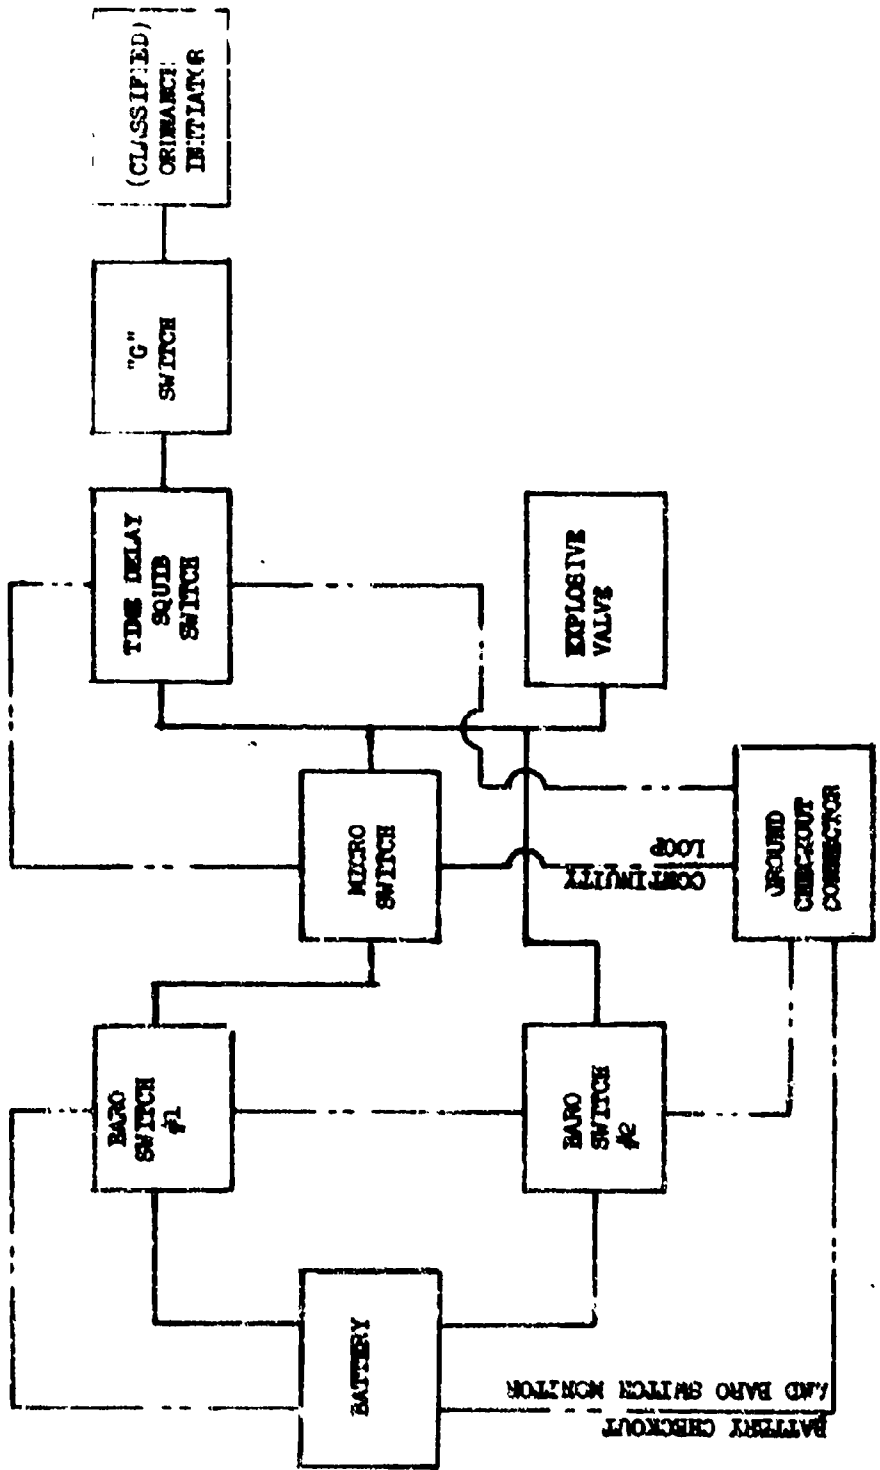 (CLASSIFIED)
ORDNANCE
INITIATOR
"G"
SWITCH
TIME DELAY
SQUIB
SWITCH
EXPLOSIVE
VALVE
MICRO
SWITCH
CONTINUITY
LOOP
GROUND
CHECKOUT
CONNECTOR
BARO
SWITCH
#1
BARO
SWITCH
#2
BATTERY
BATTERY CHECKOUT
AND BARO SWITCH MONITOR